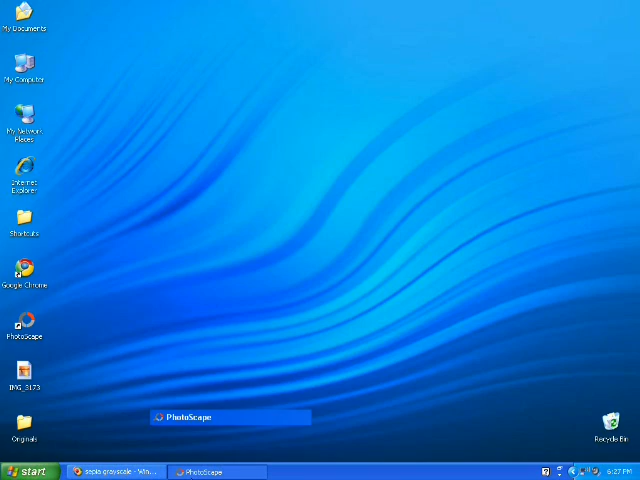 My Documents
My Computer
My Network
Places
Internet
Explorer
Shortcuts
Google Chrome
PhotoScape
IMG_3173
Originals
PhotoScape
Recycle Bin
start
sepia grayscale - Win...
PhotoScape
6:27 PM